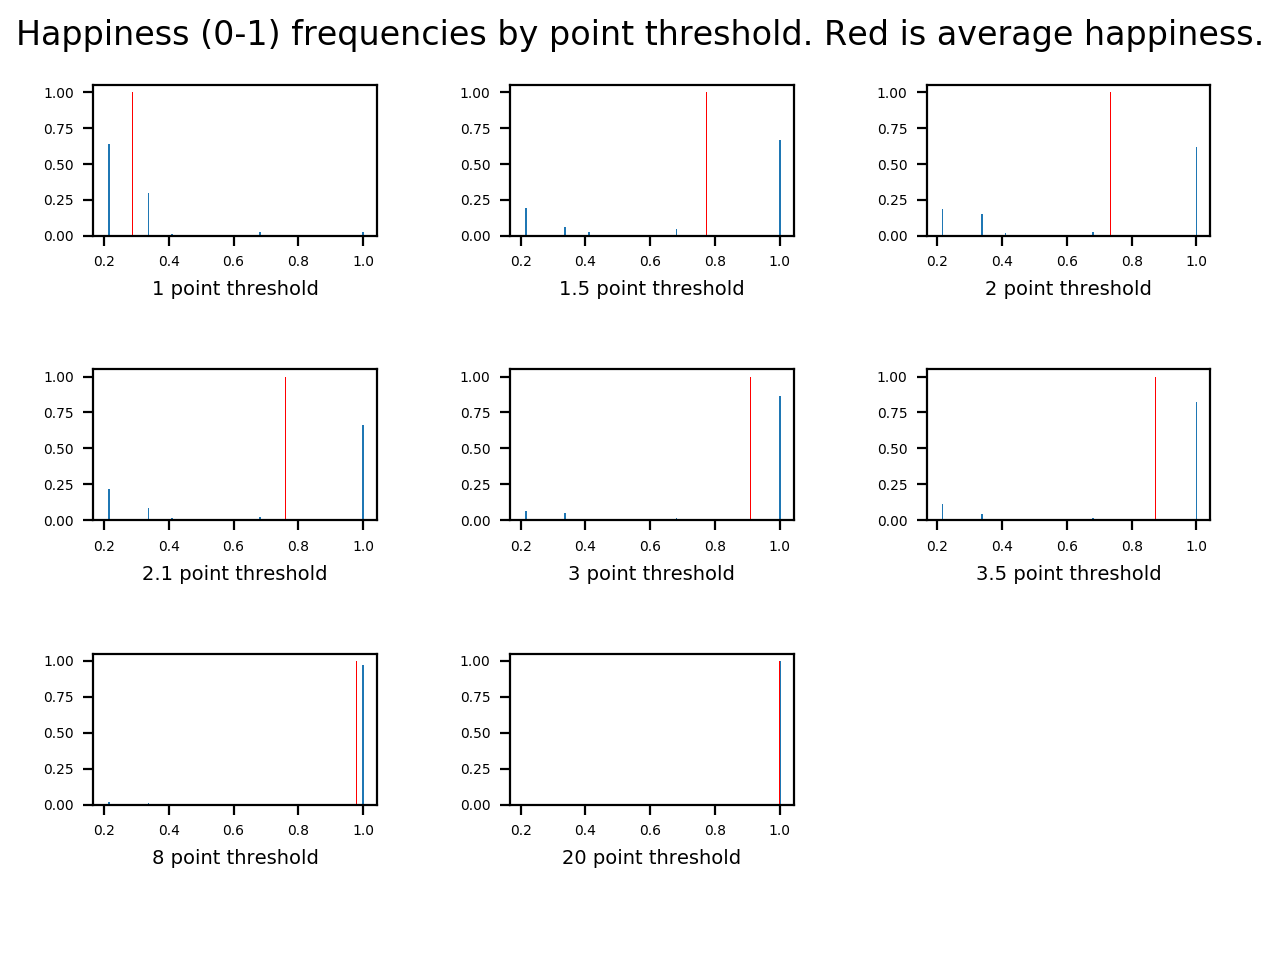 Happiness (0-1) frequencies by point threshold. Red is average happiness.
1.00 0.75 0.50 0.25 0.00
0.2 0.4 0.6 0.8 1.0
1 point threshold
1.00 0.75 0.50 0.25 0.00
0.2 0.4 0.6 0.8 1.0
1.5 point threshold
1.00 0.75 0.50 0.25 0.00
0.2 0.4 0.6 0.8 1.0
2 point threshold
1.00 0.75 0.50 0.25 0.00
0.2 0.4 0.6 0.8 1.0
2.1 point threshold
1.00 0.75 0.50 0.25 0.00
0.2 0.4 0.6 0.8 1.0
3 point threshold
1.00 0.75 0.50 0.25 0.00
0.2 0.4 0.6 0.8 1.0
3.5 point threshold
1.00 0.75 0.50 0.25 0.00
0.2 0.4 0.6 0.8 1.0
8 point threshold
1.00 0.75 0.50 0.25 0.00
0.2 0.4 0.6 0.8 1.0
20 point threshold